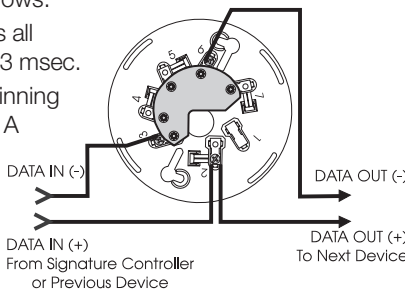 ows.
s all
3 msec.
inning
A
DATA IN (-)
DATA OUT (-)
DATA IN (+)
From Signature Controller
or Previous Device
DATA OUT (+)
To Next Device
1
2
3
4
5
6
7